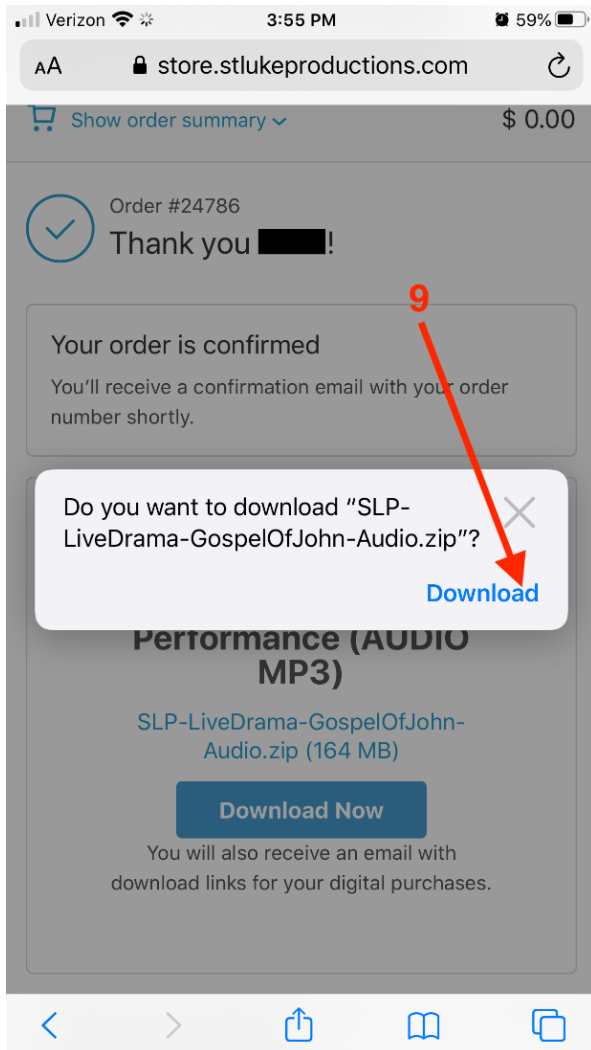 Verizon 3:55 PM 59%
AA store.stlukeproductions.com
Show order summary $ 0.00
Order #24786
Thank you !
9
Your order is confirmed
You'll receive a confirmation email with your order
number shortly.
Do you want to download “SLP-
LiveDrama-GospelOfJohn-Audio.zip”?
Download
Performance (AUDIO
MP3)
SLP-LiveDrama-GospelOfJohn-
Audio.zip (164 MB)
Download Now
You will also receive an email with
download links for your digital purchases.